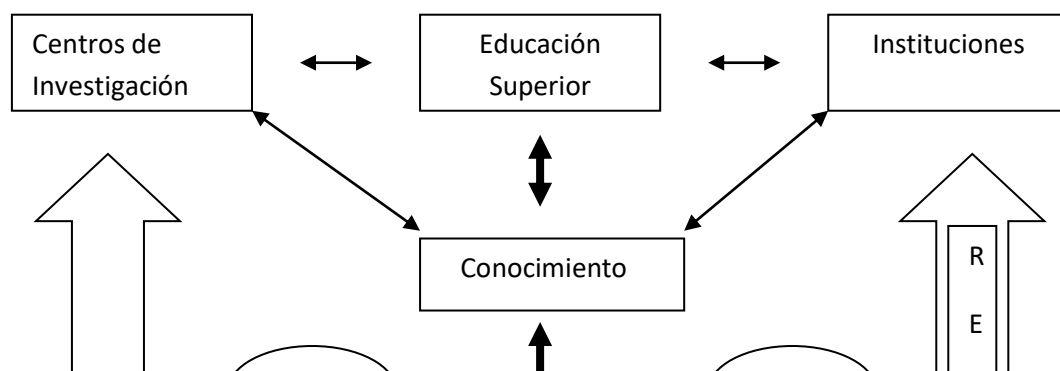 Centros de
Investigación
Educación
Superior
Instituciones
Conocimiento
R
E